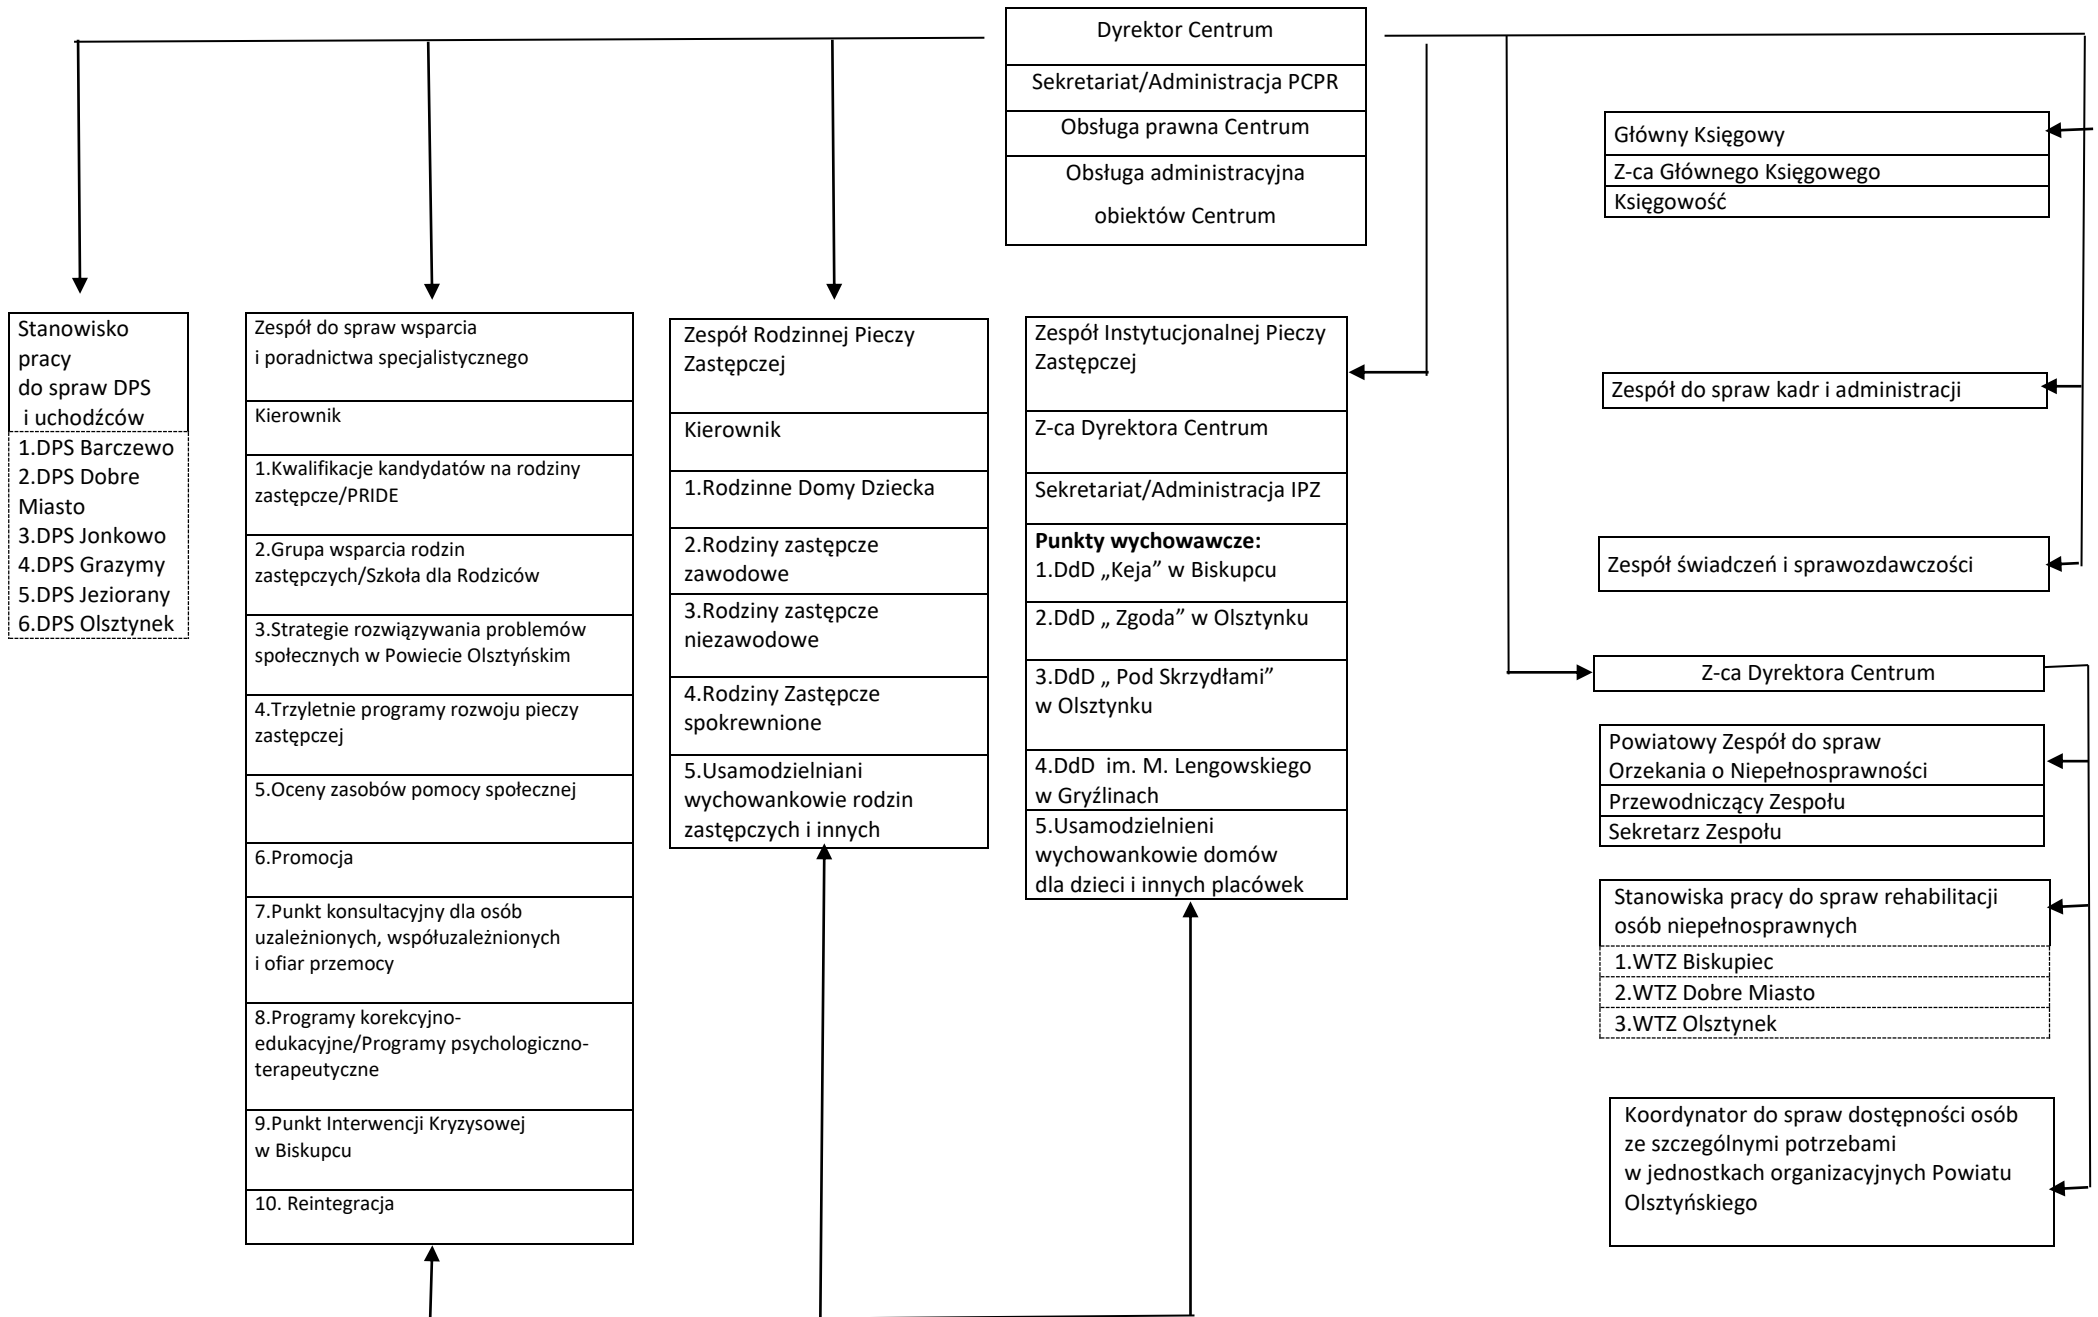 Dyrektor Centrum
Sekretariat/Administracja PCPR
Obsługa prawna Centrum
Obsługa administracyjna
obiektów Centrum
Główny Księgowy
Z-ca Głównego Księgowego
Księgowość
Stanowisko
pracy
do spraw DPS
i uchodźców
1.DPS Barczewo
2.DPS Dobre
Miasto
3.DPS Jonkowo
4.DPS Grazymy
5.DPS Jeziorany
6.DPS Olsztynek
Zespół do spraw wsparcia
i poradnictwa specjalistycznego
Kierownik
1.Kwalifikacje kandydatów na rodziny
zastępcze/PRIDE
2.Grupa wsparcia rodzin
zastępczych/Szkoła dla Rodziców
3.Strategie rozwiązywania problemów
społecznych w Powiecie Olsztyńskim
4.Trzyletnie programy rozwoju pieczy
zastępczej
5.Oceny zasobów pomocy społecznej
6.Promocja
7.Punkt konsultacyjny dla osób
uzależnionych, współuzależnionych
i ofiar przemocy
8.Programy korekcyjno-
edukacyjne/Programy psychologiczno-
terapeutyczne
9.Punkt Interwencji Kryzysowej
w Biskupcu
10. Reintegracja
Zespół Rodzinnej Pieczy
Zastępczej
Kierownik
1.Rodzinne Domy Dziecka
2.Rodziny zastępcze
zawodowe
3.Rodziny zastępcze
niezawodowe
4.Rodziny Zastępcze
spokrewnione
5.Usamodzielniani
wychowankowie rodzin
zastępczych i innych
Zespół Instytucjonalnej Pieczy
Zastępczej
Z-ca Dyrektora Centrum
Sekretariat/Administracja IPZ
Punkty wychowawcze:
1.DdD „Keja” w Biskupcu
2.DdD „ Zgoda” w Olsztynku
3.DdD „ Pod Skrzydłami”
w Olsztynku
4.DdD  im. M. Lengowskiego
w Gryźlinach
5.Usamodzielnieni
wychowankowie domów
dla dzieci i innych placówek
Zespół do spraw kadr i administracji
Zespół świadczeń i sprawozdawczości
Z-ca Dyrektora Centrum
Powiatowy Zespół do spraw
Orzekania o Niepełnosprawności
Przewodniczący Zespołu
Sekretarz Zespołu
Stanowiska pracy do spraw rehabilitacji
osób niepełnosprawnych
1.WTZ Biskupiec
2.WTZ Dobre Miasto
3.WTZ Olsztynek
Koordynator do spraw dostępności osób
ze szczególnymi potrzebami
w jednostkach organizacyjnych Powiatu
Olsztyńskiego